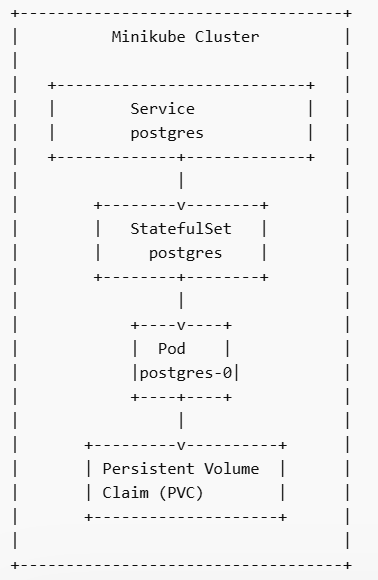 Minikube Cluster
Service
postgres
StatefulSet
postgres
Pod
postgres-0
Persistent Volume
Claim (PVC)